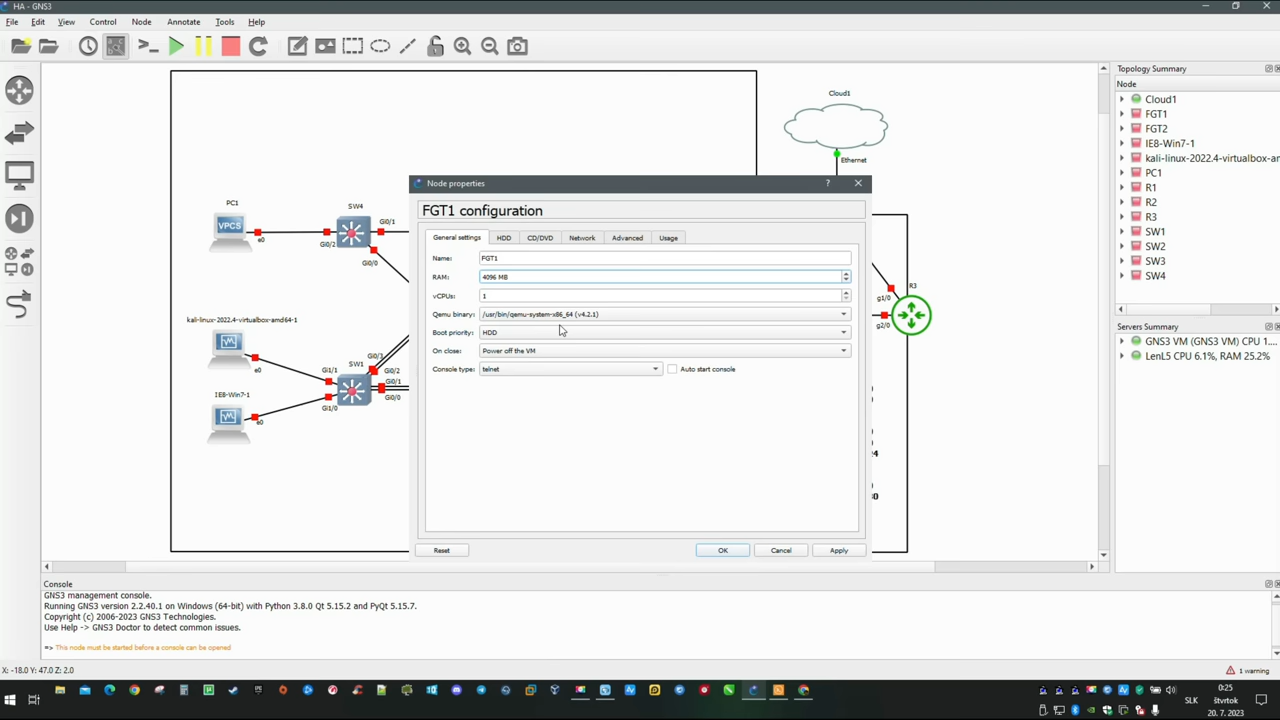 HA - GNS3
File Edit View Control Node Annotate Tools Help
Topology Summary
Node
Cloud1
FGT1
FGT2
IE8-Win7-1
kali-linux-2022.4-virtualbox-amd
PC1
R1
R2
R3
SW1
SW2
SW3
SW4
Servers Summary
GNS3 VM (GNS3 VM) CPU 1....
LenL5 CPU 6.1%, RAM 25.2%
Cloud1
Ethernet
PC1
VPCS
e0
SW4
Gi0/1
Gi0/2
Gi0/0
kali-linux-2022.4-virtualbox-amd64-1
e0
SW1
Gi0/3
Gi0/2
Gi1/1
Gi0/1
Gi0/0
Gi1/0
IE8-Win7-1
e0
R3
g1/0
g2/0
24
30
Node properties
FGT1 configuration
General settings HDD CD/DVD Network Advanced Usage
Name: FGT1
RAM: 4096 MB
vCPUs: 1
Qemu binary: /usr/bin/qemu-system-x86_64 (v4.2.1)
Boot priority: HDD
On close: Power off the VM
Console type: telnet Auto start console
Reset OK Cancel Apply
Console
GNS3 management console.
Running GNS3 version 2.2.40.1 on Windows (64-bit) with Python 3.8.0 Qt 5.15.2 and PyQt 5.15.7.
Copyright (c) 2006-2023 GNS3 Technologies.
Use Help -> GNS3 Doctor to detect common issues.
=> This node must be started before a console can be opened
X: -18.0 Y: 47.0 Z: 2.0
1 warning
SLK
0:25
štvrtok
20. 7. 2023